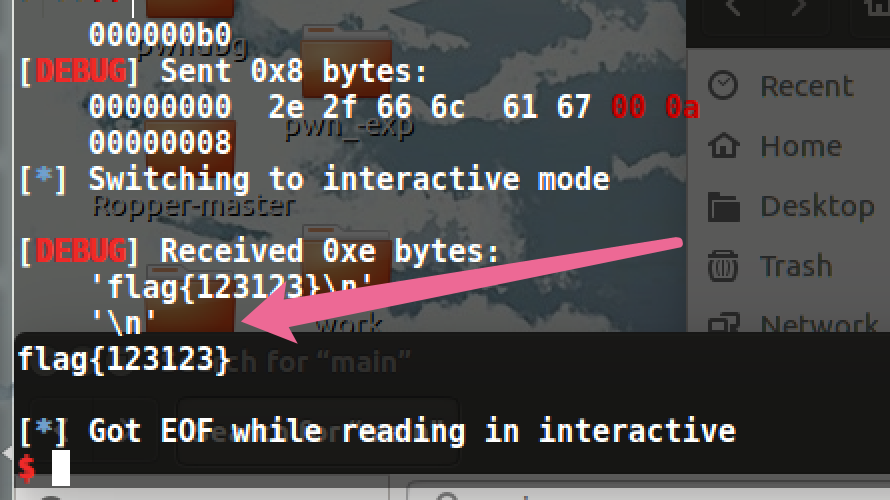 000000b0
[DEBUG] Sent 0x8 bytes:
00000000  2e 2f 66 6c  61 67 00 0a
00000008
[*] Switching to interactive mode
[DEBUG] Received 0xe bytes:
'flag{123123}\n'
'\n'
flag{123123}
[*] Got EOF while reading in interactive
$
pwndbg
pwn_-exp
Ropper-master
work
ch for “main”
Recent
Home
Desktop
Trash
Network